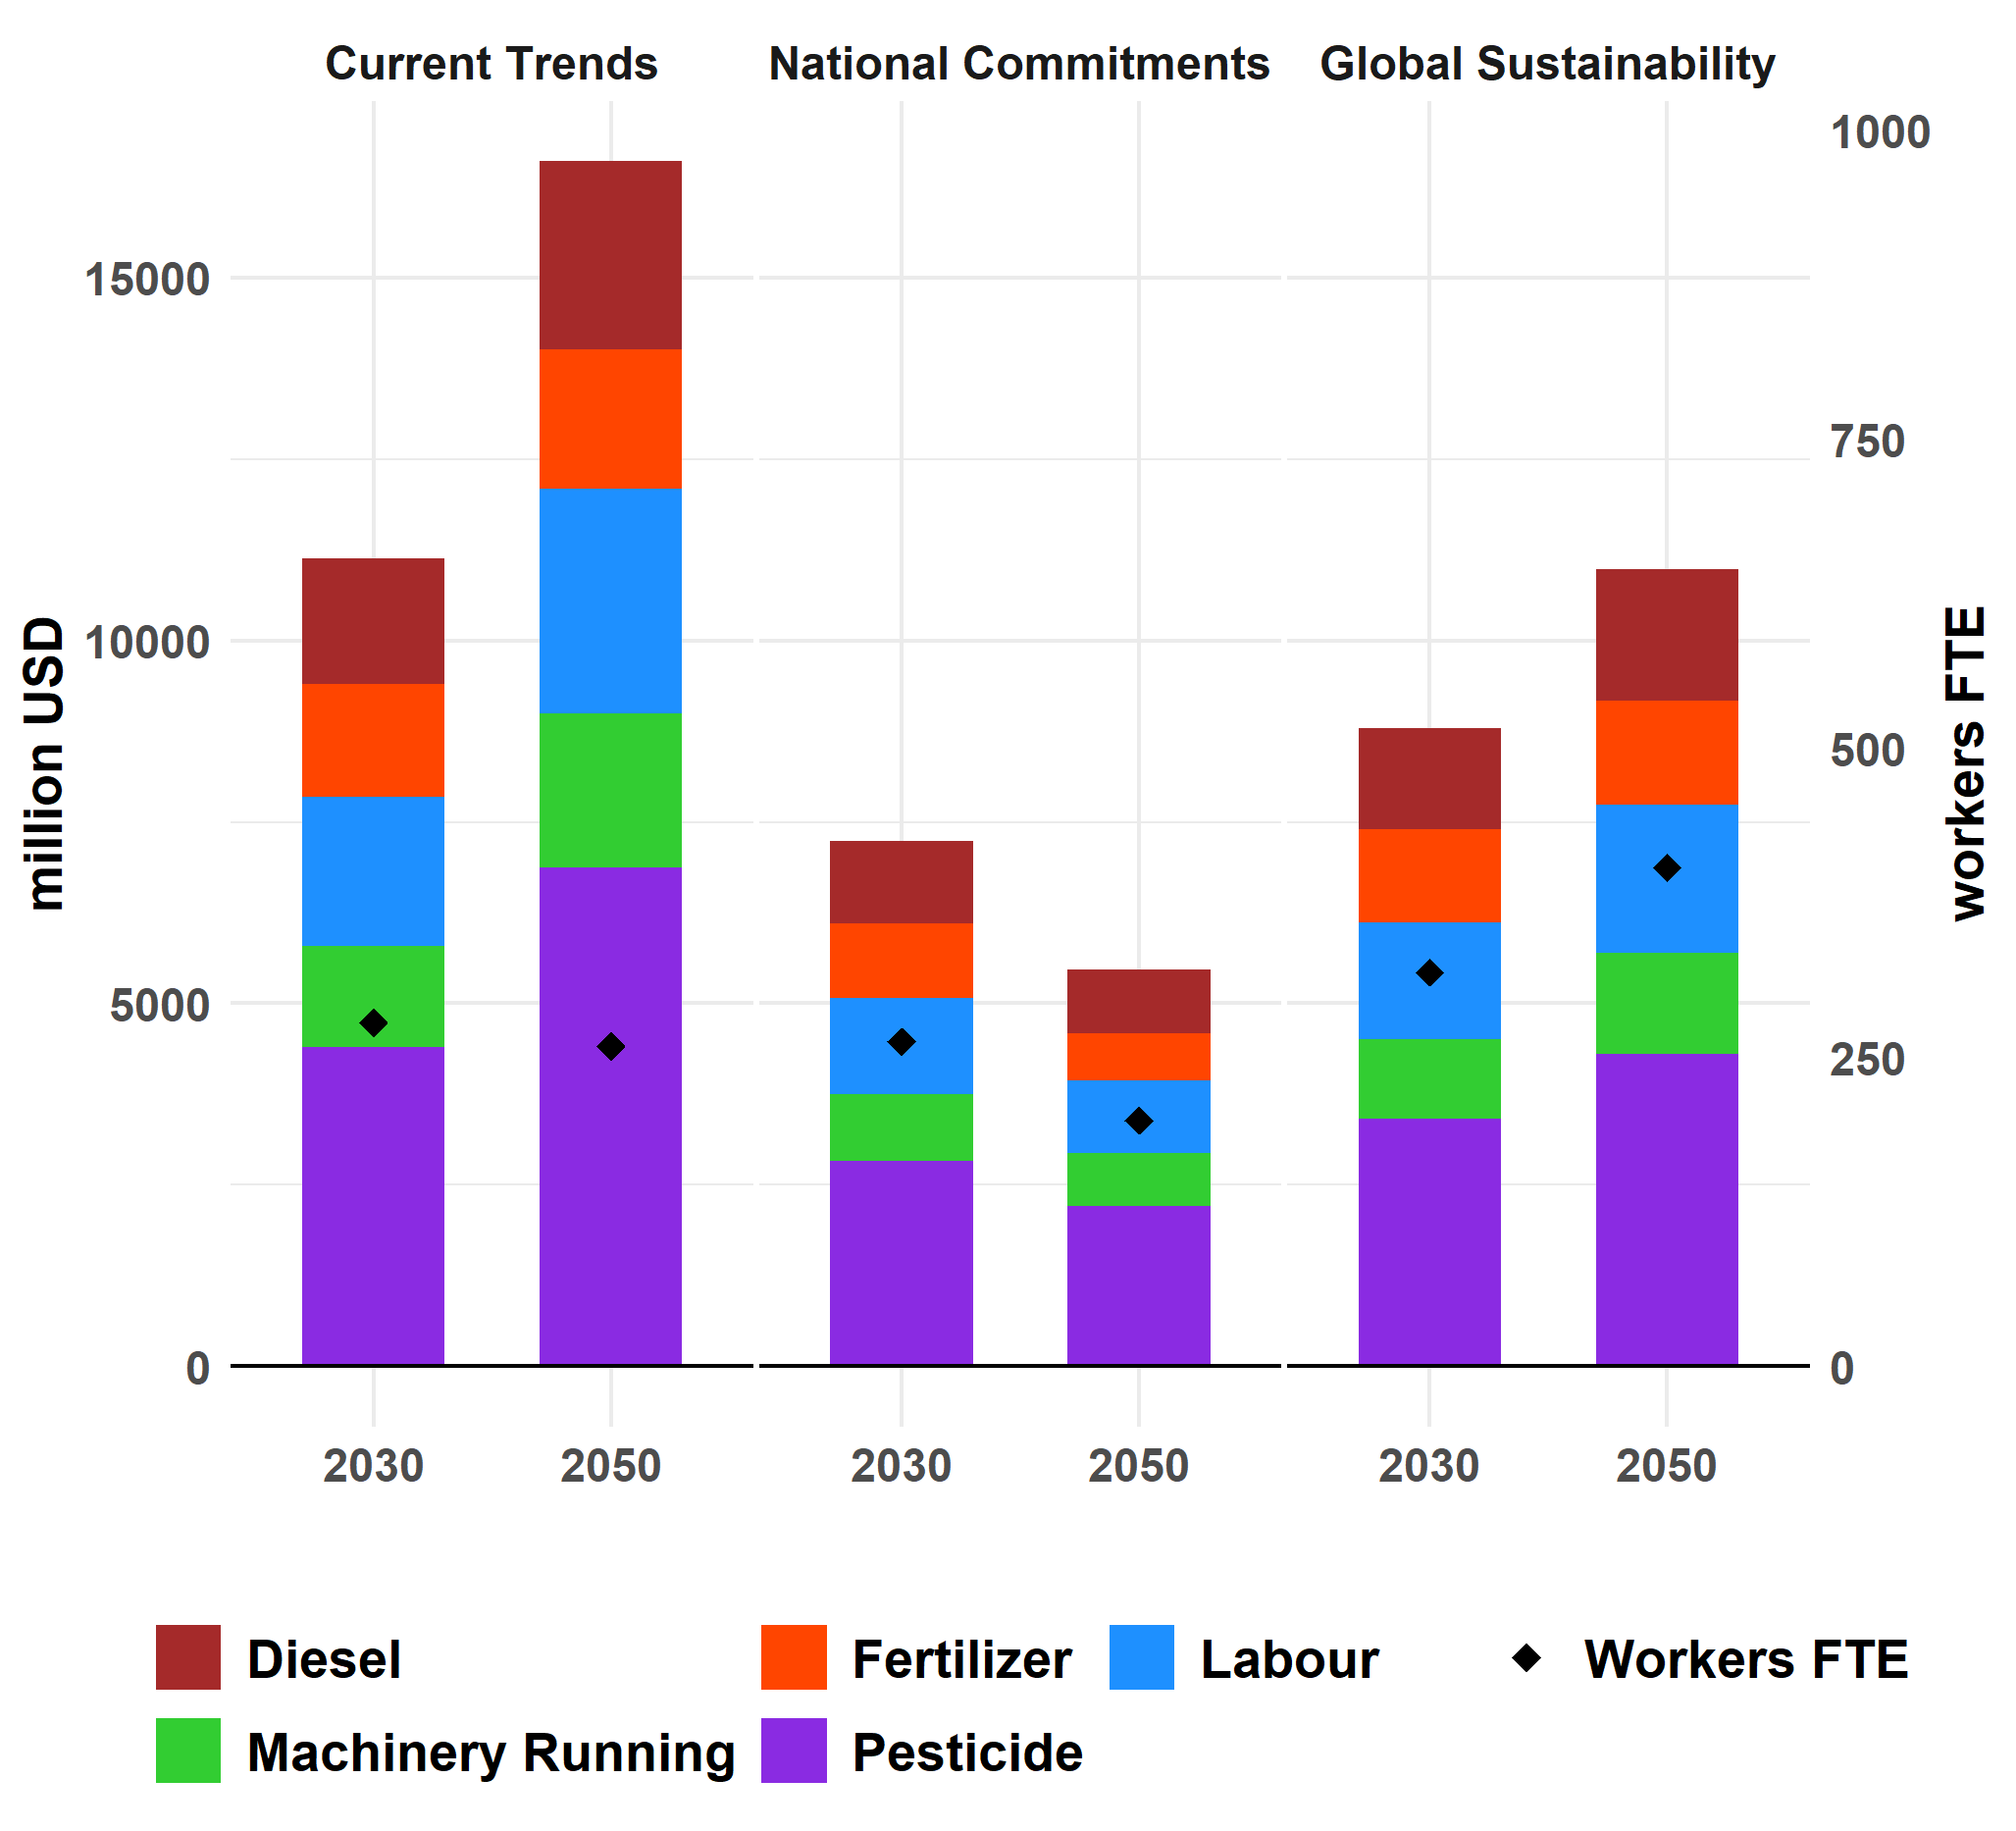 Current Trends
National Commitments
Global Sustainability
million USD
15000
10000
5000
0
1000
750
500
250
0
workers FTE
2030
2050
2030
2050
2030
2050
Diesel
Fertilizer
Labour
Workers FTE
Machinery Running
Pesticide